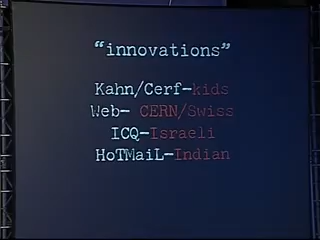 “innovations”
Kahn/Cerf-kids
Web- CERN/Swiss
ICQ-Israeli
HoTMaiL-Indian